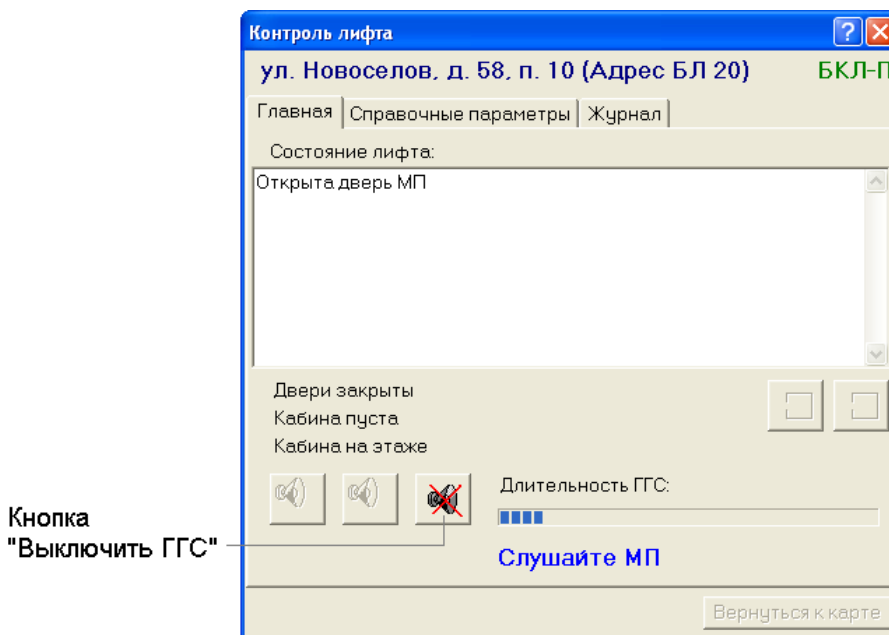 Контроль лифта
ул. Новоселов, д. 58, п. 10 (Адрес БЛ 20) БКЛ-П
Главная Справочные параметры Журнал
Состояние лифта:
Открыта дверь МП
Двери закрыты
Кабина пуста
Кабина на этаже
Длительность ГГС:
Кнопка
"Выключить ГГС"
Слушайте МП
Вернуться к карте